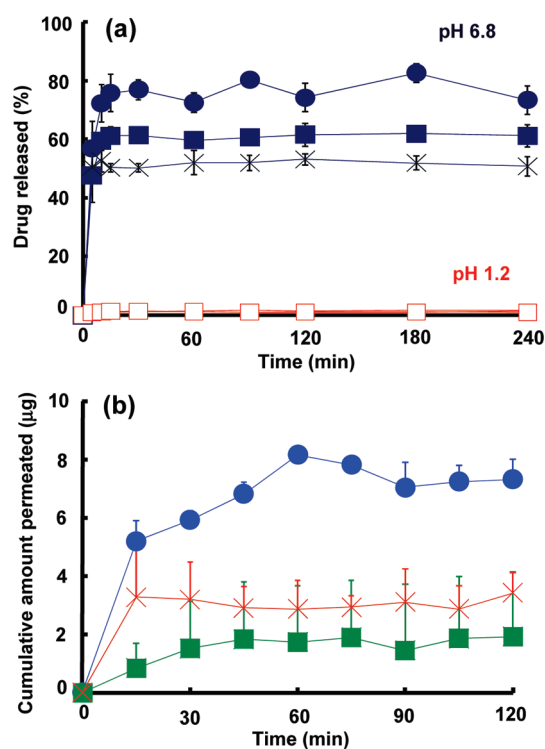 (a)
pH 6.8
Drug released (%)
100
80
60
40
20
0
pH 1.2
0 60 120 180 240
Time (min)
(b)
Cumulative amount permeated (µg)
10
8
6
4
2
0
0 30 60 90 120
Time (min)